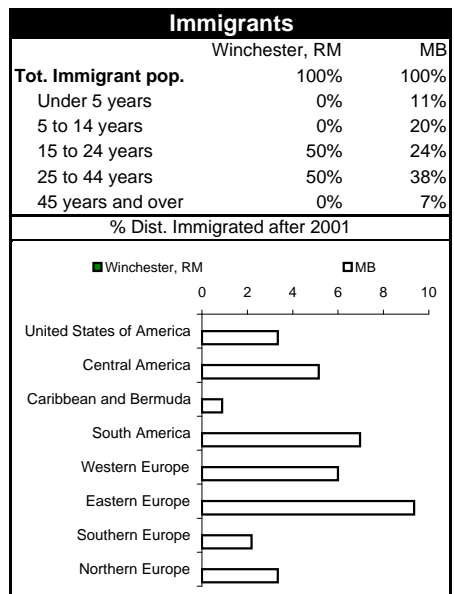 Immigrants
Winchester, RM MB
Tot. Immigrant pop. 100% 100%
Under 5 years 0% 11%
5 to 14 years 0% 20%
15 to 24 years 50% 24%
25 to 44 years 50% 38%
45 years and over 0% 7%
% Dist. Immigrated after 2001
Winchester, RM MB
0 2 4 6 8 10
United States of America
Central America
Caribbean and Bermuda
South America
Western Europe
Eastern Europe
Southern Europe
Northern Europe